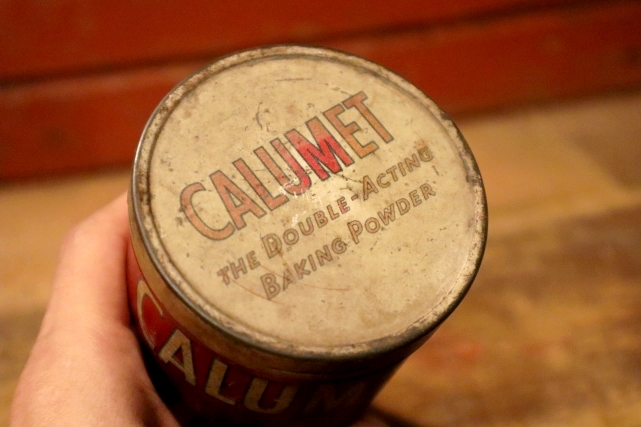 CALUMET
THE DOUBLE-ACTING
BAKING POWDER
CALUM